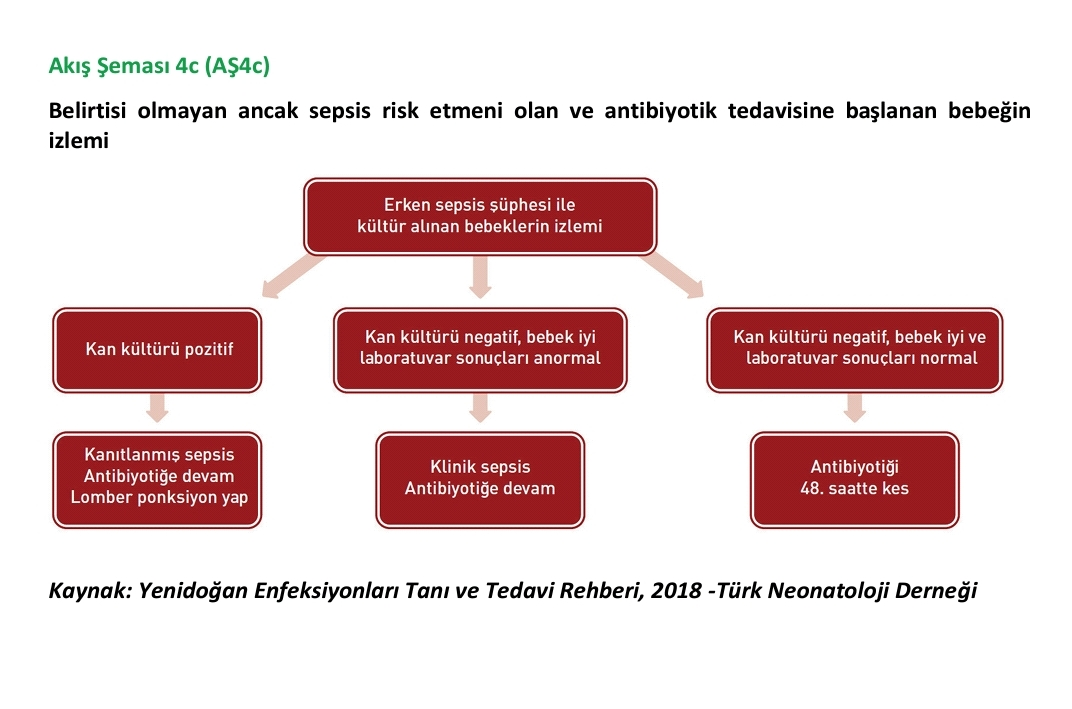 Akış Şeması 4c (AŞ4c)
Belirtisi olmayan ancak sepsis risk etmeni olan ve antibiyotik tedavisine başlanan bebeğin
izlemi
Erken sepsis şüphesi ile
kültür alınan bebeklerin izlemi
Kan kültürü pozitif
Kan kültürü negatif, bebek iyi
laboratuvar sonuçları anormal
Kan kültürü negatif, bebek iyi ve
laboratuvar sonuçları normal
Kanıtlanmış sepsis
Antibiyotiğe devam
Lomber ponksiyon yap
Klinik sepsis
Antibiyotiğe devam
Antibiyotiği
48. saatte kes
Kaynak: Yenidoğan Enfeksiyonları Tanı ve Tedavi Rehberi, 2018 -Türk Neonatoloji Derneği